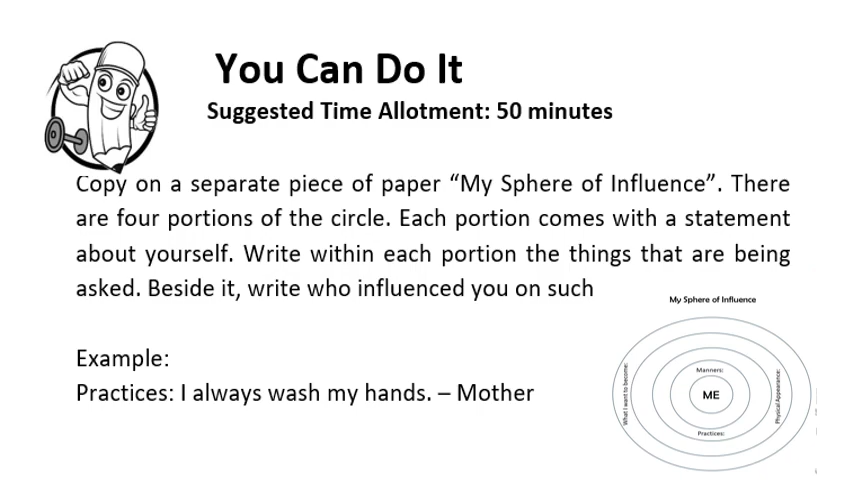 You Can Do It
Suggested Time Allotment: 50 minutes
Copy on a separate piece of paper “My Sphere of Influence”. There
are four portions of the circle. Each portion comes with a statement
about yourself. Write within each portion the things that are being
asked. Beside it, write who influenced you on such
Example:
Practices: I always wash my hands. – Mother
My Sphere of Influence
Manners:
ME
Practices:
What I want to become:
Physical Appearance: